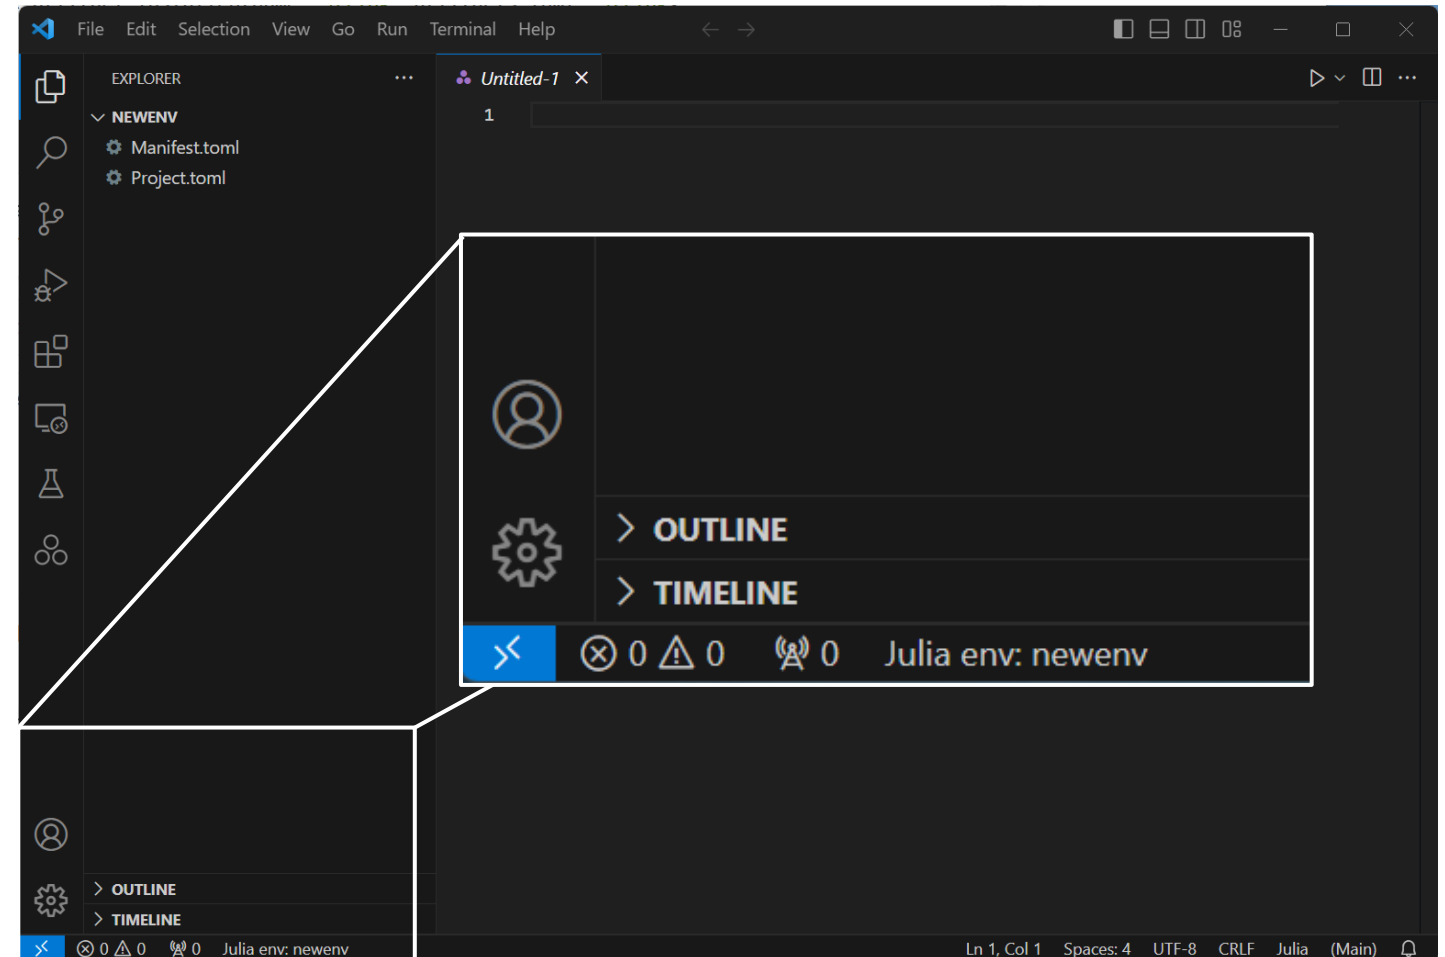 File Edit Selection View Go Run Terminal Help
EXPLORER
Untitled-1
NEWENV
1
Manifest.toml
Project.toml
OUTLINE
TIMELINE
0 0 0 Julia env: newenv
OUTLINE
TIMELINE
0 0 0 Julia env: newenv
Ln 1, Col 1 Spaces: 4 UTF-8 CRLF Julia (Main)